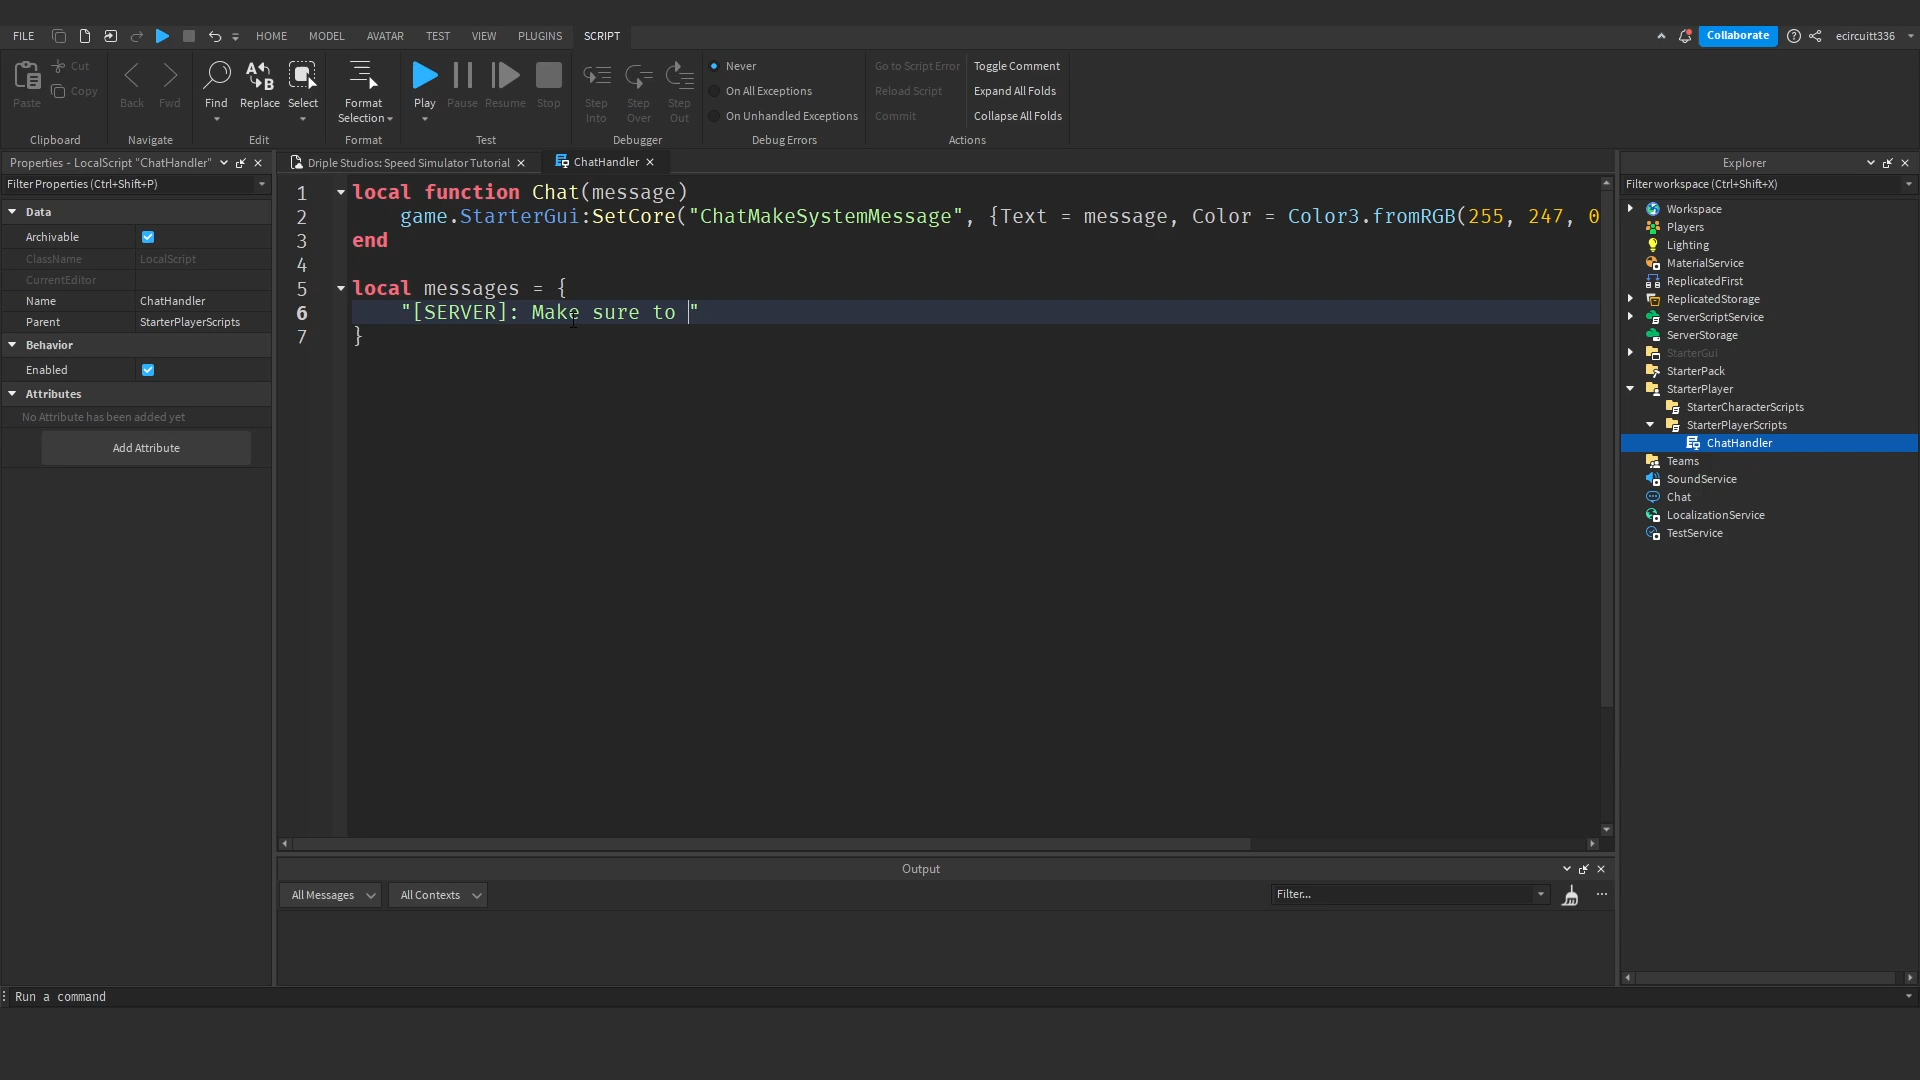 FILE HOME MODEL AVATAR TEST VIEW PLUGINS SCRIPT Collaborate ecircuitt336
Paste Cut Copy Back Fwd Find Replace Select Format Selection Play Pause Resume Stop Step Into Step Over Step Out
Never Go to Script Error Toggle Comment
On All Exceptions Reload Script Expand All Folds
On Unhandled Exceptions Commit Collapse All Folds
Clipboard Navigate Edit Format Test Debugger Debug Errors Actions
Properties - LocalScript "ChatHandler"
Filter Properties (Ctrl+Shift+P)
Data
Archivable
ClassName LocalScript
CurrentEditor
Name ChatHandler
Parent StarterPlayerScripts
Behavior
Enabled
Attributes
No Attribute has been added yet
Add Attribute
Driple Studios: Speed Simulator Tutorial ChatHandler
1 local function Chat(message)
2 game.StarterGui:SetCore("ChatMakeSystemMessage", {Text = message, Color = Color3.fromRGB(255, 247, 0
3 end
4
5 local messages = {
6 "[SERVER]: Make sure to "
7 }
Output
All Messages All Contexts Filter...
Explorer
Filter workspace (Ctrl+Shift+X)
Workspace
Players
Lighting
MaterialService
ReplicatedFirst
ReplicatedStorage
ServerScriptService
ServerStorage
StarterGui
StarterPack
StarterPlayer
StarterCharacterScripts
StarterPlayerScripts
ChatHandler
Teams
SoundService
Chat
LocalizationService
TestService
Run a command